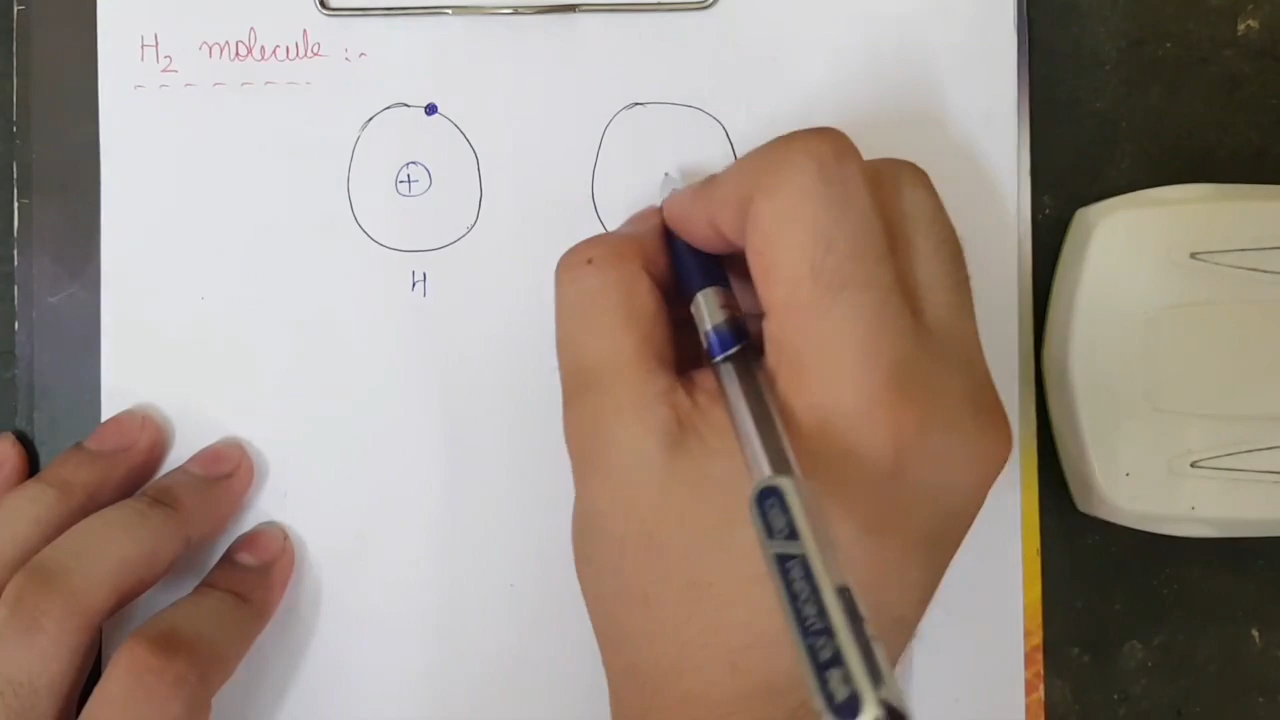 H₂ molecule :-
+
H